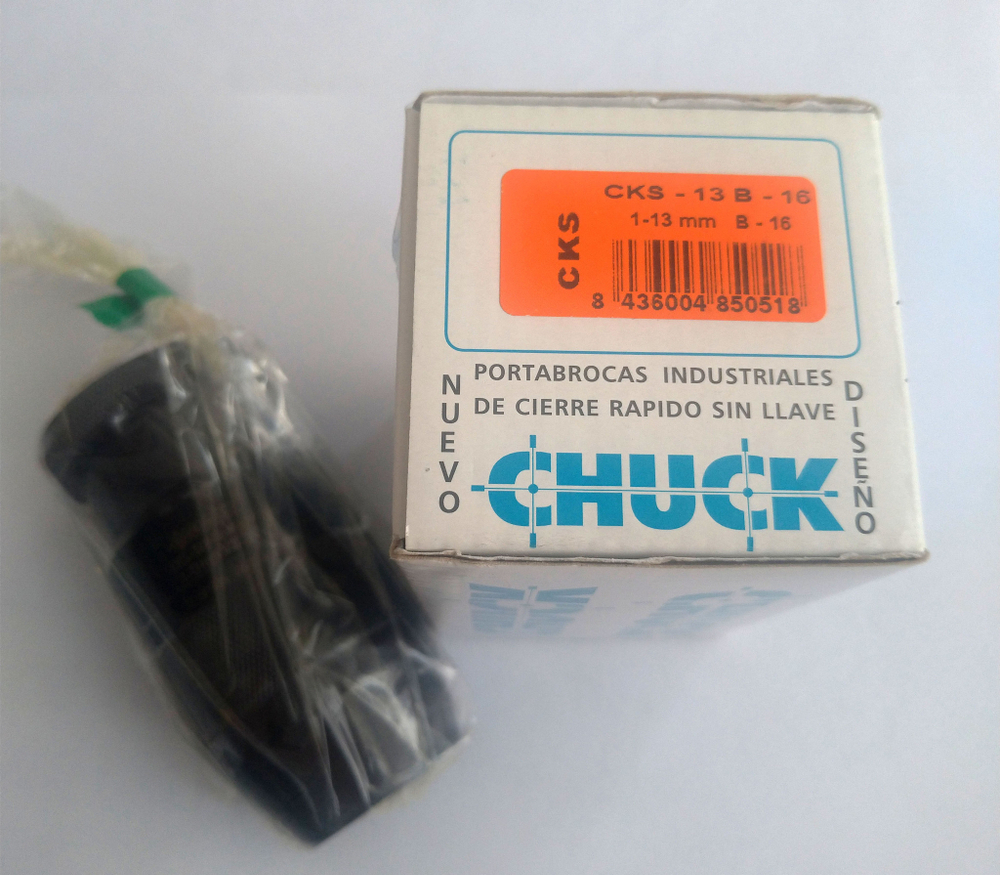 CKS - 13 B - 16
1-13 mm B - 16
CKS
8 436004 850518
PORTABROCAS INDUSTRIALES
DE CIERRE RAPIDO SIN LLAVE
NUEVO
DISEÑO
CHUCK